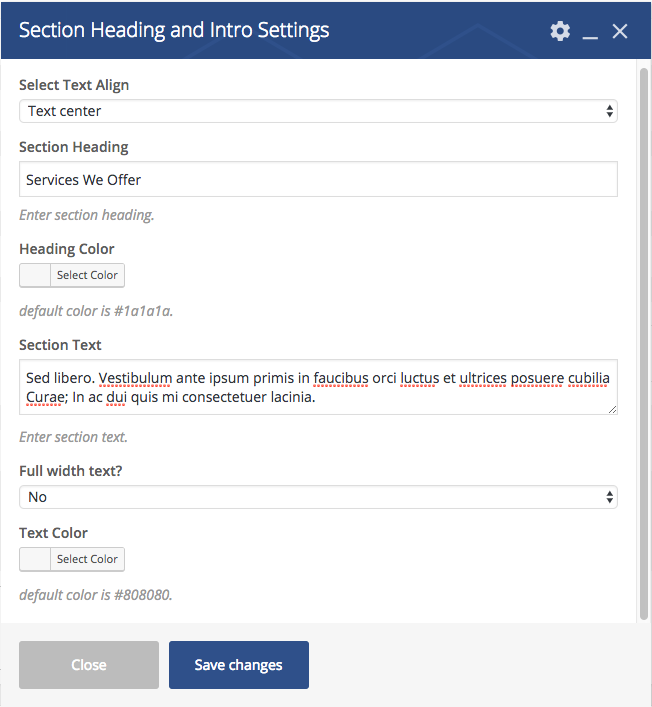 Section Heading and Intro Settings
Select Text Align
Text center
Section Heading
Services We Offer
Enter section heading.
Heading Color
Select Color
default color is #1a1a1a.
Section Text
Sed libero. Vestibulum ante ipsum primis in faucibus orci luctus et ultrices posuere cubilia
Curae; In ac dui quis mi consectetuer lacinia.
Enter section text.
Full width text?
No
Text Color
Select Color
default color is #808080.
Close Save changes